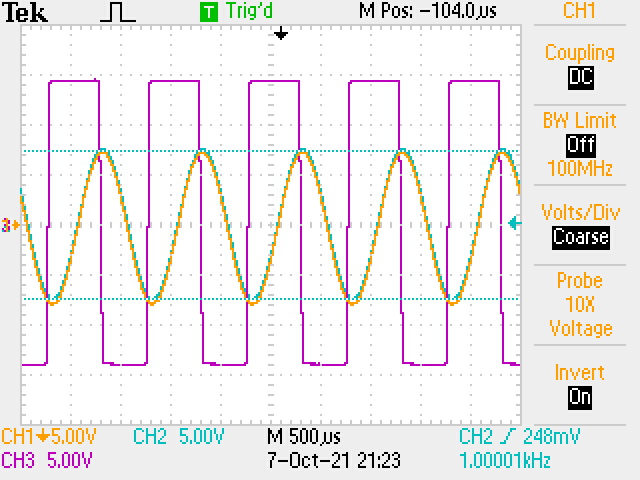 Tek T Trig'd M Pos: -104.0µs CH1
Coupling
DC
BW Limit
Off
100MHz
Volts/Div
Coarse
Probe
10X
Voltage
Invert
On
3
CH1 5.00V CH2 5.00V M 500µs CH2 / 248mV
CH3 5.00V 7-Oct-21 21:23 1.00001kHz